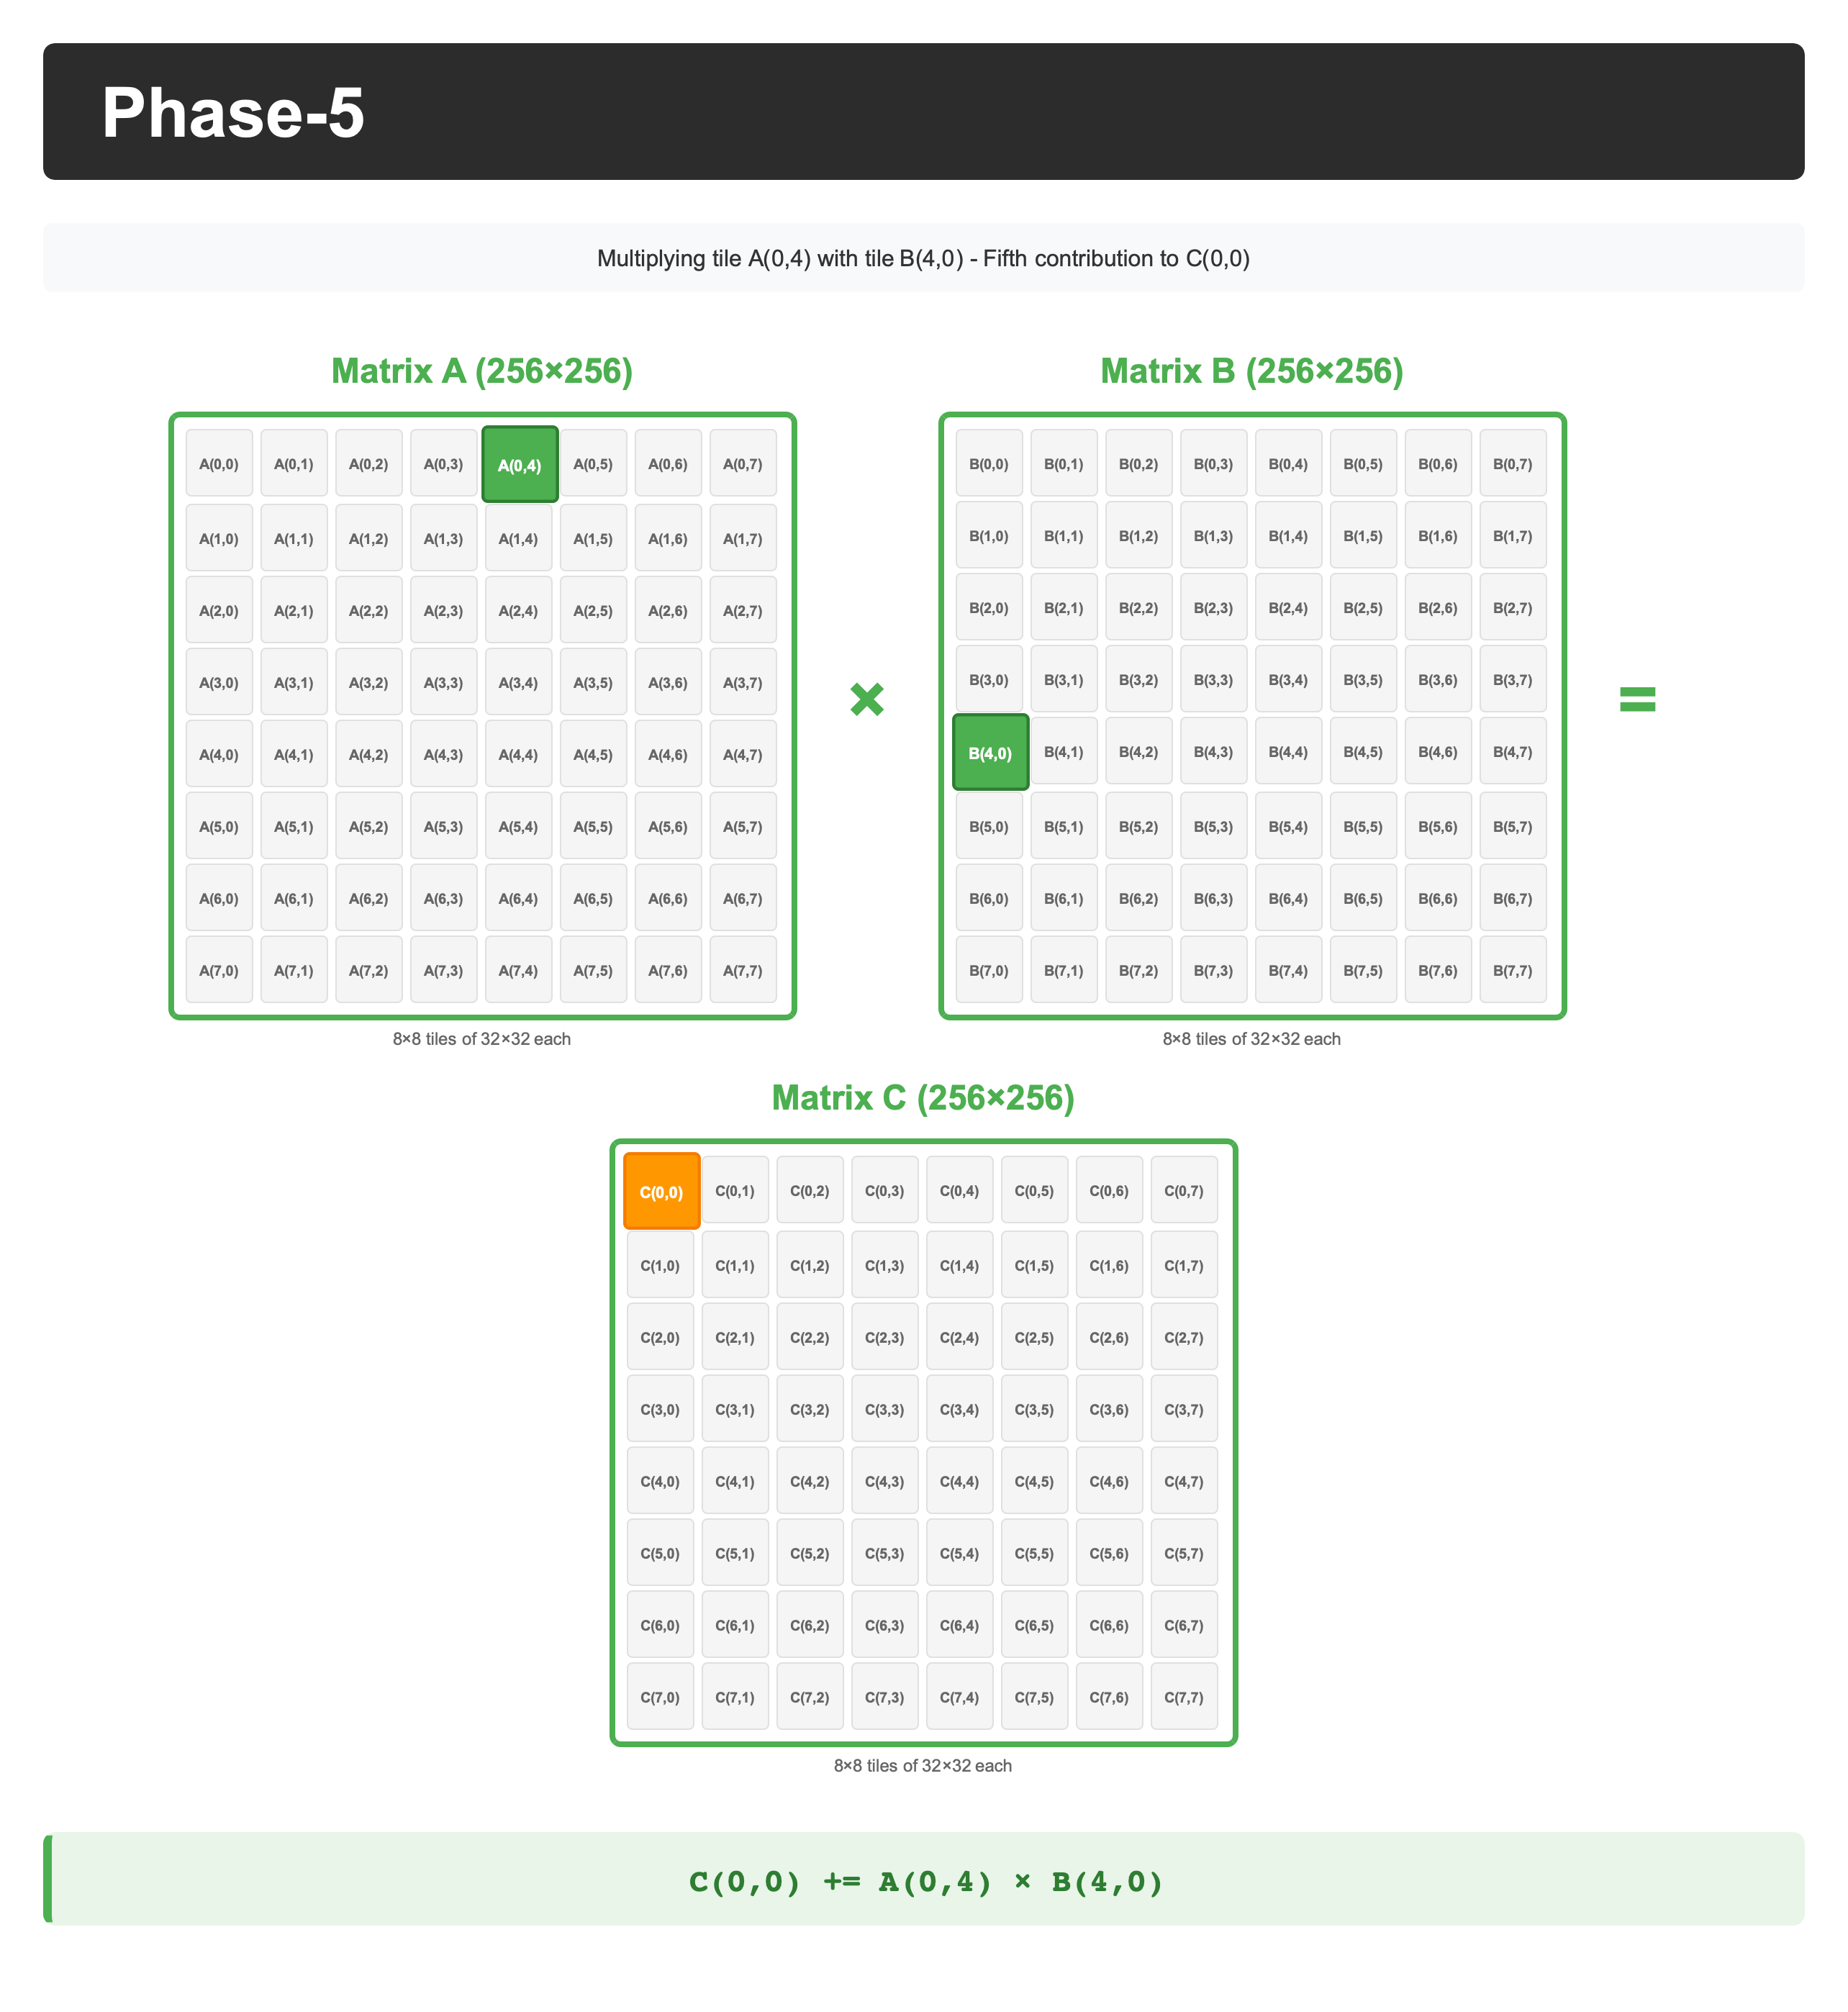 Phase-5
Multiplying tile A(0,4) with tile B(4,0) - Fifth contribution to C(0,0)
Matrix A (256×256)
A(0,0) A(0,1) A(0,2) A(0,3) A(0,4) A(0,5) A(0,6) A(0,7)
A(1,0) A(1,1) A(1,2) A(1,3) A(1,4) A(1,5) A(1,6) A(1,7)
A(2,0) A(2,1) A(2,2) A(2,3) A(2,4) A(2,5) A(2,6) A(2,7)
A(3,0) A(3,1) A(3,2) A(3,3) A(3,4) A(3,5) A(3,6) A(3,7)
A(4,0) A(4,1) A(4,2) A(4,3) A(4,4) A(4,5) A(4,6) A(4,7)
A(5,0) A(5,1) A(5,2) A(5,3) A(5,4) A(5,5) A(5,6) A(5,7)
A(6,0) A(6,1) A(6,2) A(6,3) A(6,4) A(6,5) A(6,6) A(6,7)
A(7,0) A(7,1) A(7,2) A(7,3) A(7,4) A(7,5) A(7,6) A(7,7)
8×8 tiles of 32×32 each
×
Matrix B (256×256)
B(0,0) B(0,1) B(0,2) B(0,3) B(0,4) B(0,5) B(0,6) B(0,7)
B(1,0) B(1,1) B(1,2) B(1,3) B(1,4) B(1,5) B(1,6) B(1,7)
B(2,0) B(2,1) B(2,2) B(2,3) B(2,4) B(2,5) B(2,6) B(2,7)
B(3,0) B(3,1) B(3,2) B(3,3) B(3,4) B(3,5) B(3,6) B(3,7)
B(4,0) B(4,1) B(4,2) B(4,3) B(4,4) B(4,5) B(4,6) B(4,7)
B(5,0) B(5,1) B(5,2) B(5,3) B(5,4) B(5,5) B(5,6) B(5,7)
B(6,0) B(6,1) B(6,2) B(6,3) B(6,4) B(6,5) B(6,6) B(6,7)
B(7,0) B(7,1) B(7,2) B(7,3) B(7,4) B(7,5) B(7,6) B(7,7)
8×8 tiles of 32×32 each
=
Matrix C (256×256)
C(0,0) C(0,1) C(0,2) C(0,3) C(0,4) C(0,5) C(0,6) C(0,7)
C(1,0) C(1,1) C(1,2) C(1,3) C(1,4) C(1,5) C(1,6) C(1,7)
C(2,0) C(2,1) C(2,2) C(2,3) C(2,4) C(2,5) C(2,6) C(2,7)
C(3,0) C(3,1) C(3,2) C(3,3) C(3,4) C(3,5) C(3,6) C(3,7)
C(4,0) C(4,1) C(4,2) C(4,3) C(4,4) C(4,5) C(4,6) C(4,7)
C(5,0) C(5,1) C(5,2) C(5,3) C(5,4) C(5,5) C(5,6) C(5,7)
C(6,0) C(6,1) C(6,2) C(6,3) C(6,4) C(6,5) C(6,6) C(6,7)
C(7,0) C(7,1) C(7,2) C(7,3) C(7,4) C(7,5) C(7,6) C(7,7)
8×8 tiles of 32×32 each
C(0,0) += A(0,4) × B(4,0)